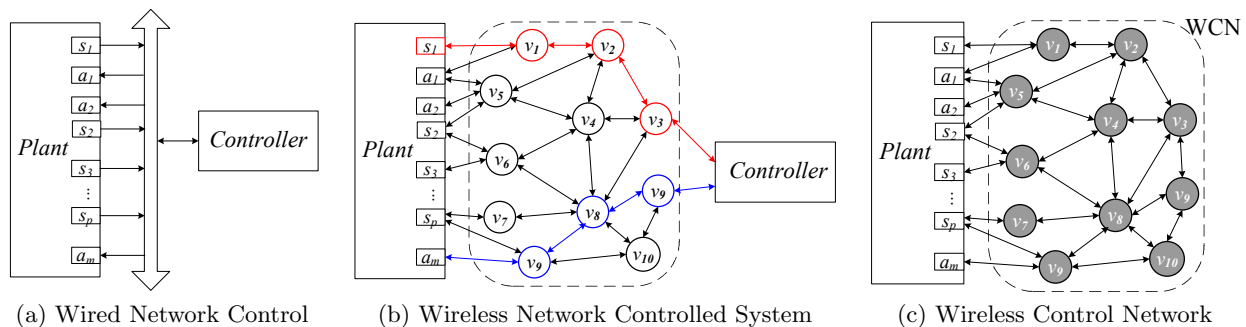 Plant
s1
a1
a2
s2
s3
⋮
sp
am
Controller
(a) Wired Network Control
Plant
s1
a1
a2
s2
s3
⋮
sp
am
v1
v2
v5
v4
v3
v6
v9
v7
v8
v9
v10
Controller
(b) Wireless Network Controlled System
WCN
Plant
s1
a1
a2
s2
s3
⋮
sp
am
v1
v2
v5
v4
v3
v6
v9
v7
v8
v9
v10
(c) Wireless Control Network